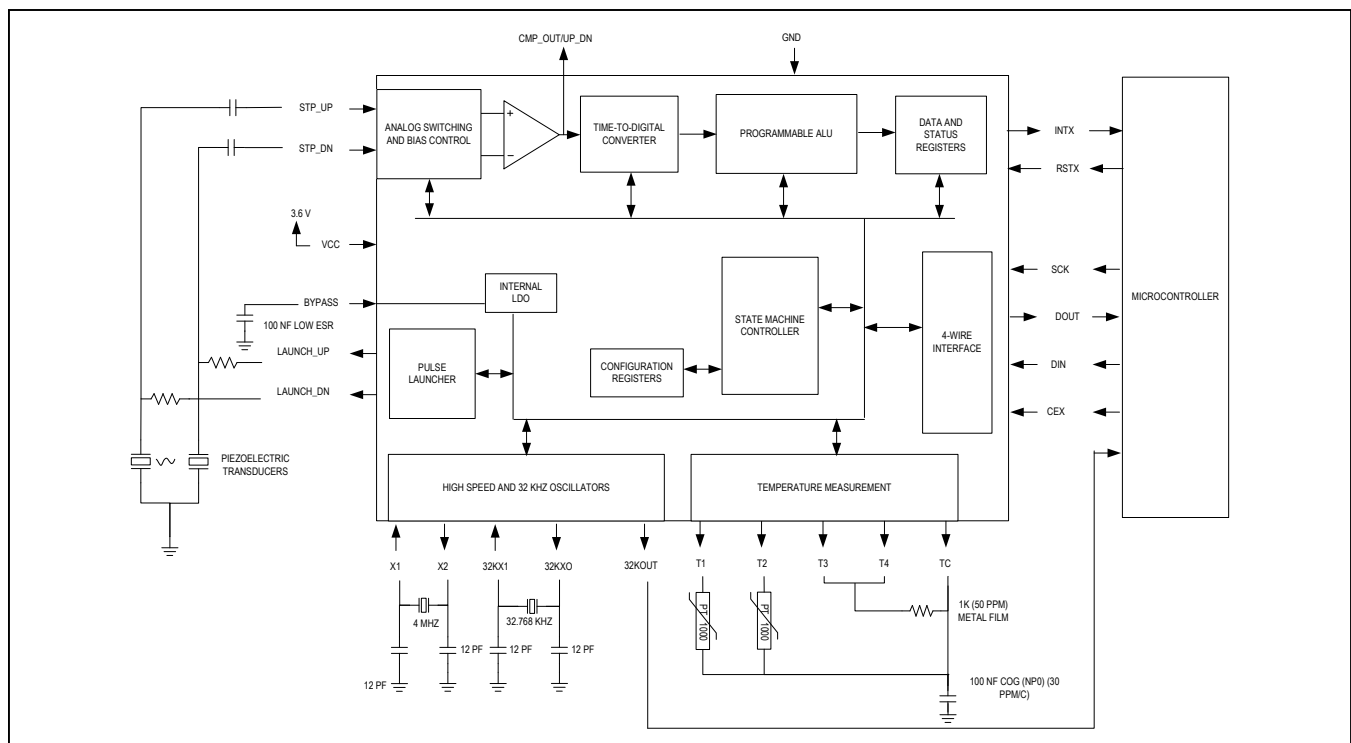 CMP_OUT/UP_DN
GND
STP_UP
STP_DN
ANALOG SWITCHING
AND BIAS CONTROL
+
−
TIME-TO-DIGITAL
CONVERTER
PROGRAMMABLE ALU
DATA AND
STATUS
REGISTERS
INTX
RSTX
3.6 V
VCC
BYPASS
100 NF LOW ESR
INTERNAL
LDO
STATE MACHINE
CONTROLLER
4-WIRE
INTERFACE
SCK
DOUT
DIN
CEX
MICROCONTROLLER
LAUNCH_UP
LAUNCH_DN
PULSE
LAUNCHER
CONFIGURATION
REGISTERS
PIEZOELECTRIC
TRANSDUCERS
HIGH SPEED AND 32 KHZ OSCILLATORS
TEMPERATURE MEASUREMENT
X1
X2
32KX1
32KXO
32KOUT
T1
T2
T3
T4
TC
4 MHZ
32.768 KHZ
12 PF
12 PF
12 PF
12 PF
PT
1000
PT
1000
1K (50 PPM)
METAL FILM
100 NF COG (NP0) (30
PPM/C)